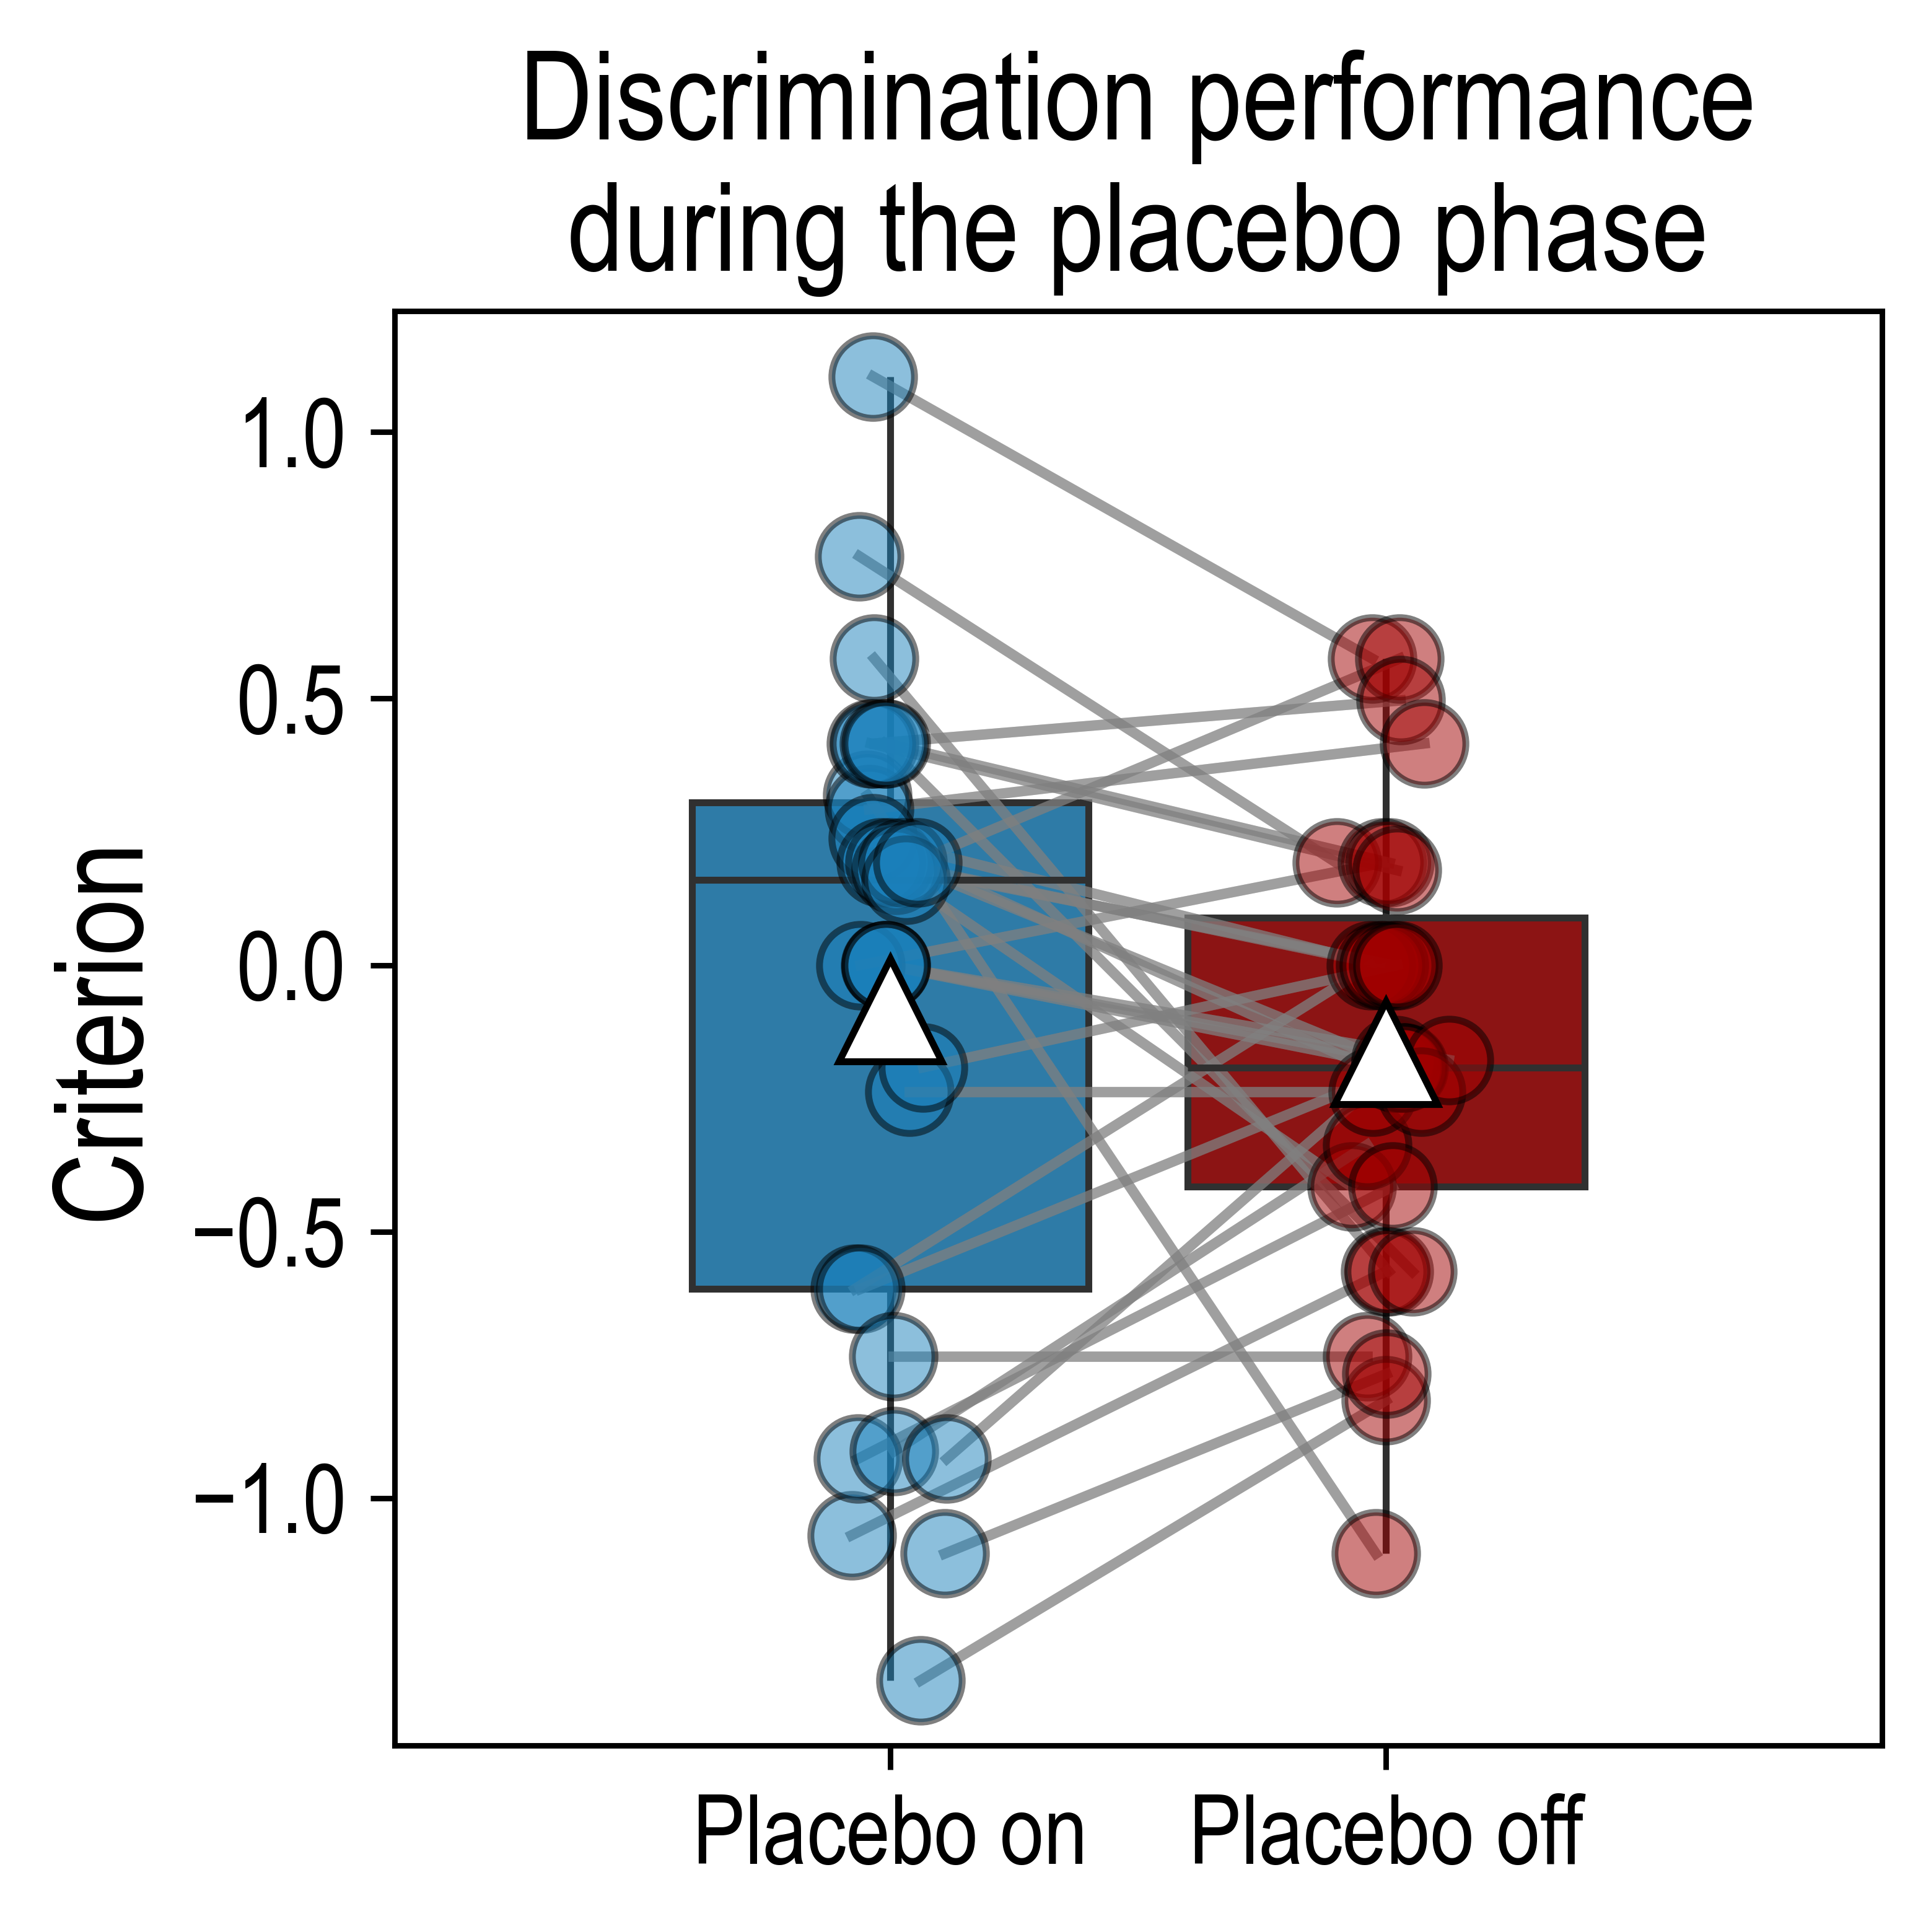 Discrimination performance
during the placebo phase
Criterion
1.0
0.5
0.0
−0.5
−1.0
Placebo on
Placebo off